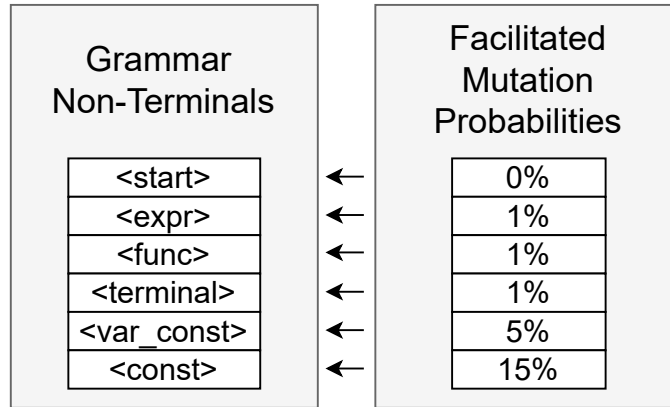 Grammar
Non-Terminals
<start>
<expr>
<func>
<terminal>
<var_const>
<const>
Facilitated
Mutation
Probabilities
0%
1%
1%
1%
5%
15%